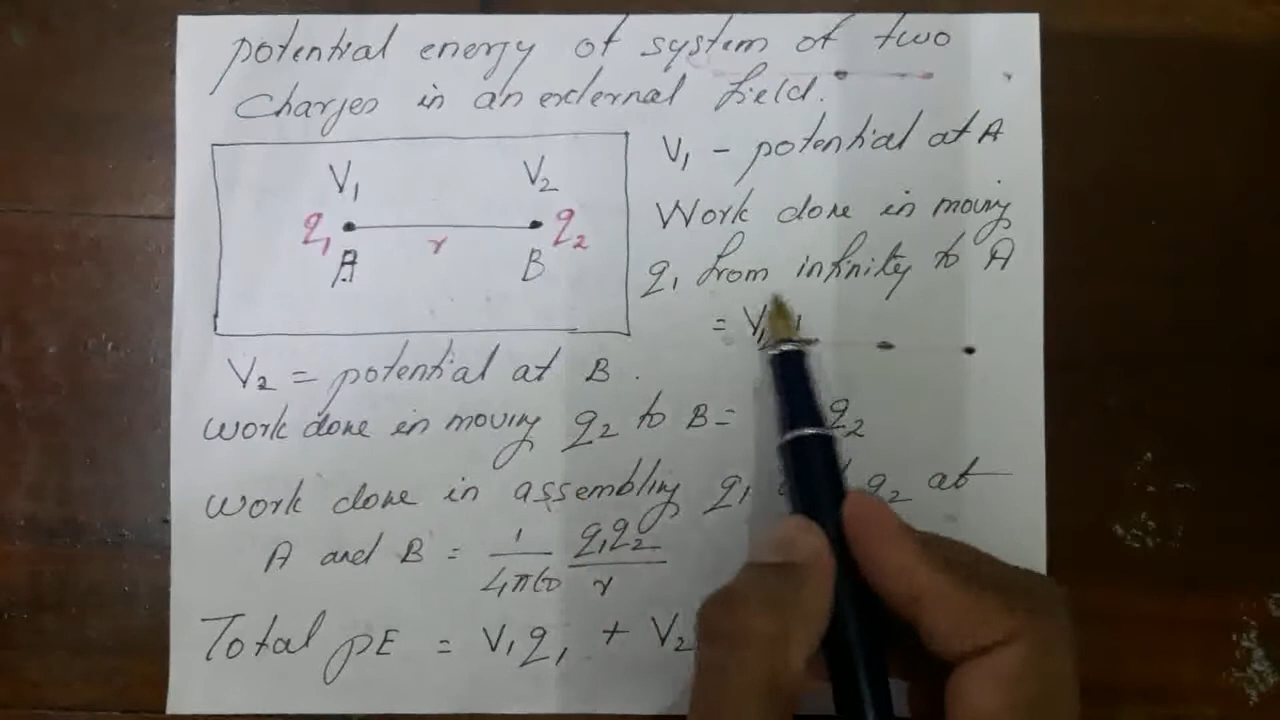 potential energy of system of two
charges in an external field.
V₁ V₂
q₁ r q₂
A B
V₁ - potential at A
Work done in moving
q₁ from infinity to A
= V₁
V₂ = potential at B.
work done in moving q₂ to B = q₂
work done in assembling q₁ q₂ at
A and B = 1/4πε₀ q₁q₂/r
Total PE = V₁q₁ + V₂